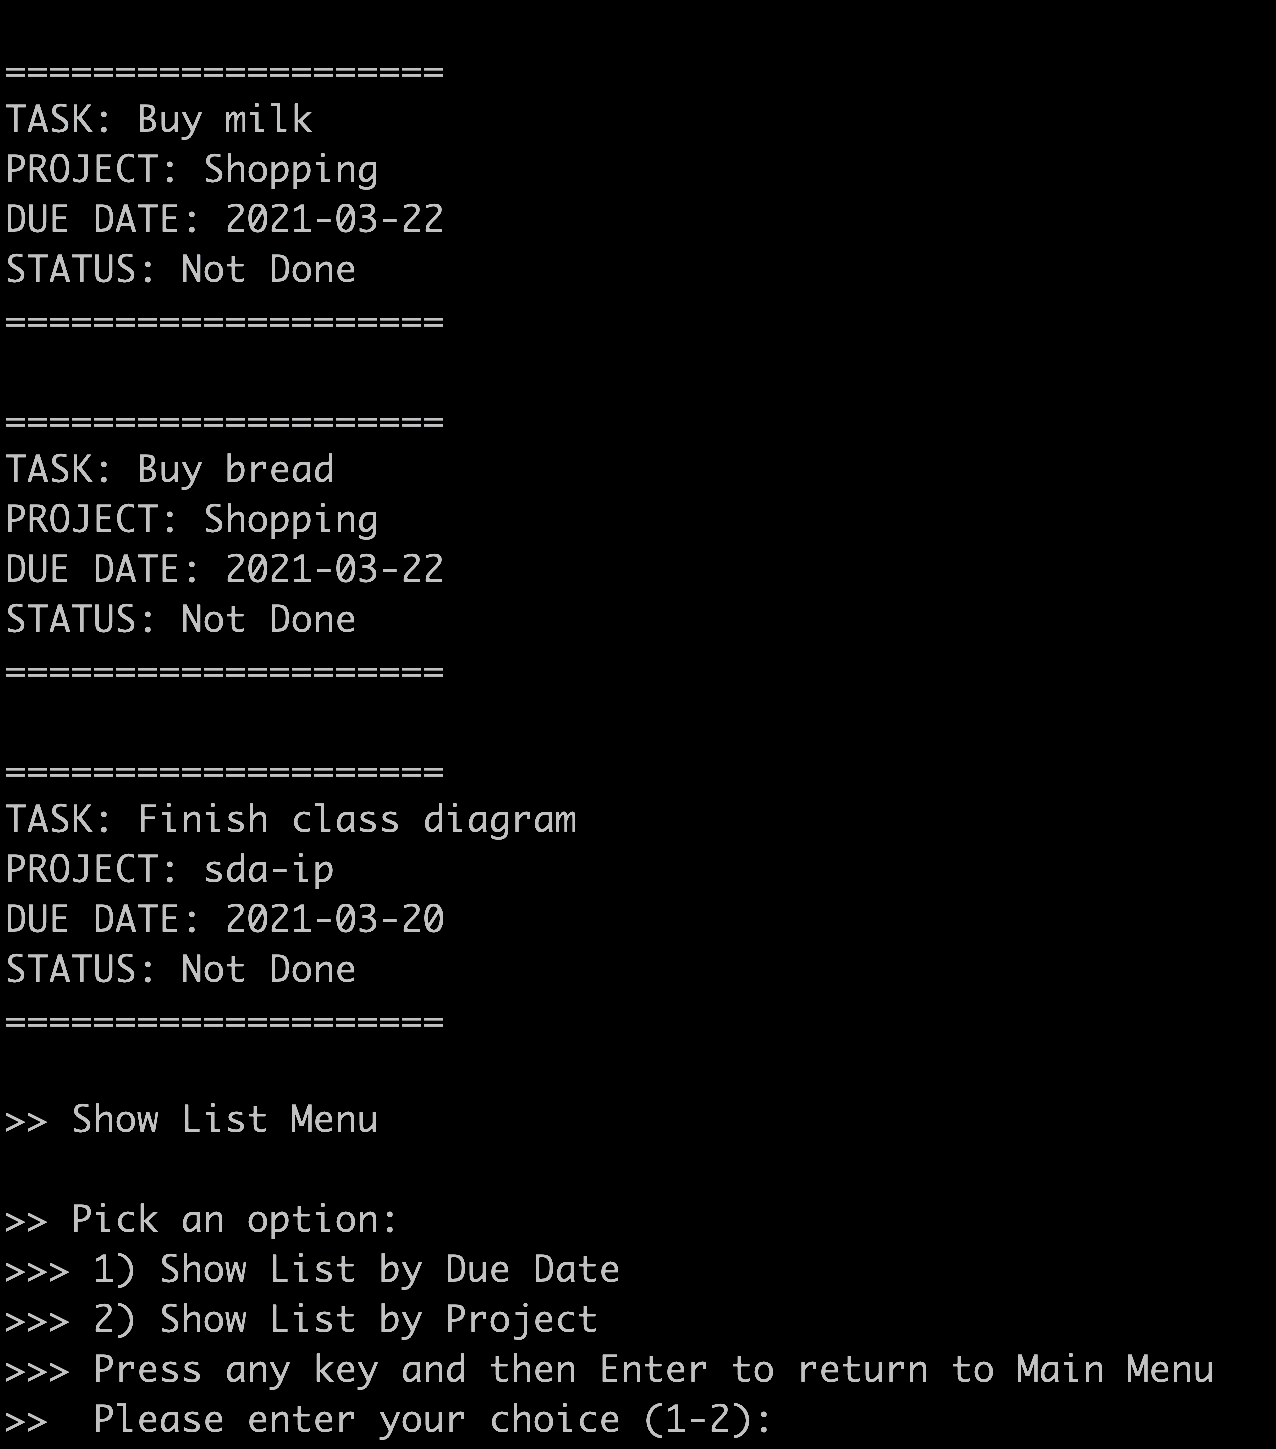 ====================
TASK: Buy milk
PROJECT: Shopping
DUE DATE: 2021-03-22
STATUS: Not Done
====================

====================
TASK: Buy bread
PROJECT: Shopping
DUE DATE: 2021-03-22
STATUS: Not Done
====================

====================
TASK: Finish class diagram
PROJECT: sda-ip
DUE DATE: 2021-03-20
STATUS: Not Done
====================

>> Show List Menu

>> Pick an option:
>>> 1) Show List by Due Date
>>> 2) Show List by Project
>>> Press any key and then Enter to return to Main Menu
>>  Please enter your choice (1-2):